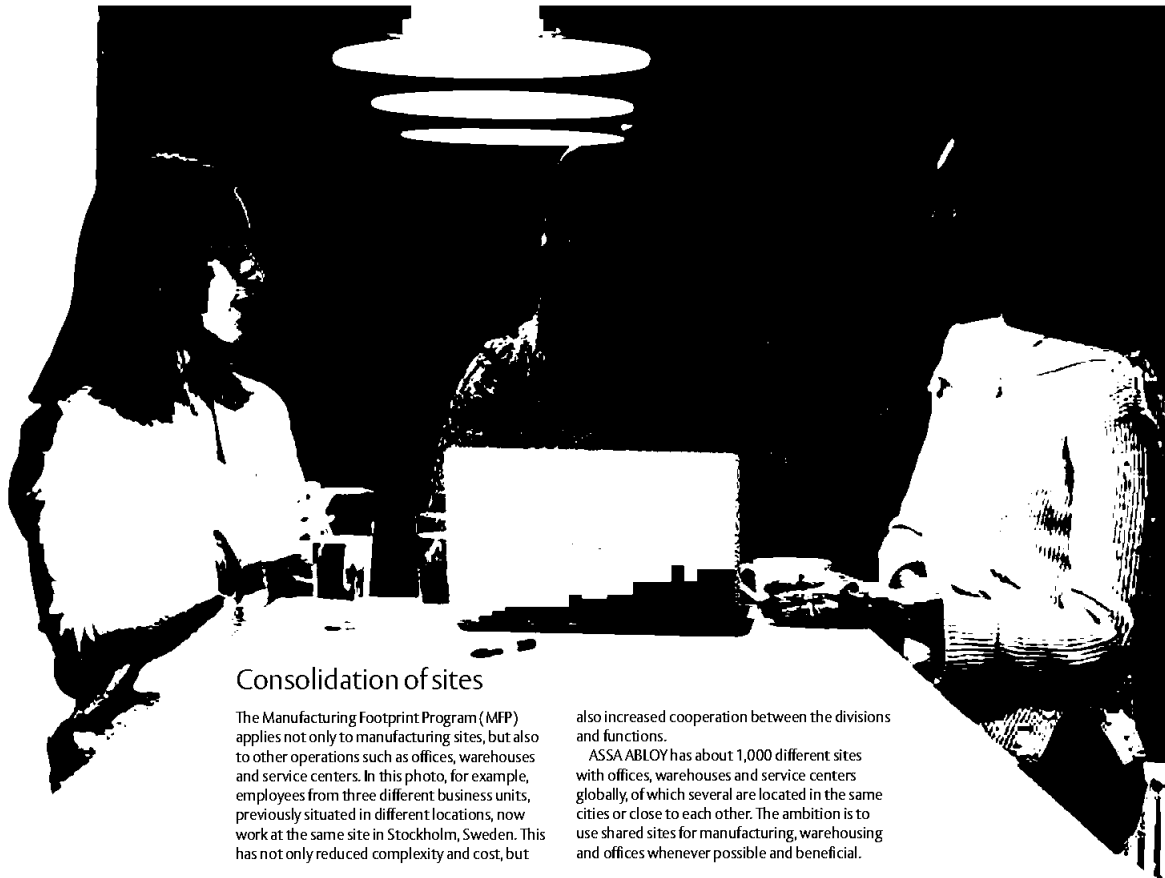 Consolidation of sites
The Manufacturing Footprint Program (MFP)
applies not only to manufacturing sites, but also
to other operations such as offices, warehouses
and service centers. In this photo, for example,
employees from three different business units,
previously situated in different locations, now
work at the same site in Stockholm, Sweden. This
has not only reduced complexity and cost, but
also increased cooperation between the divisions
and functions.
ASSA ABLOY has about 1,000 different sites
with offices, warehouses and service centers
globally, of which several are located in the same
cities or close to each other. The ambition is to
use shared sites for manufacturing, warehousing
and offices whenever possible and beneficial.